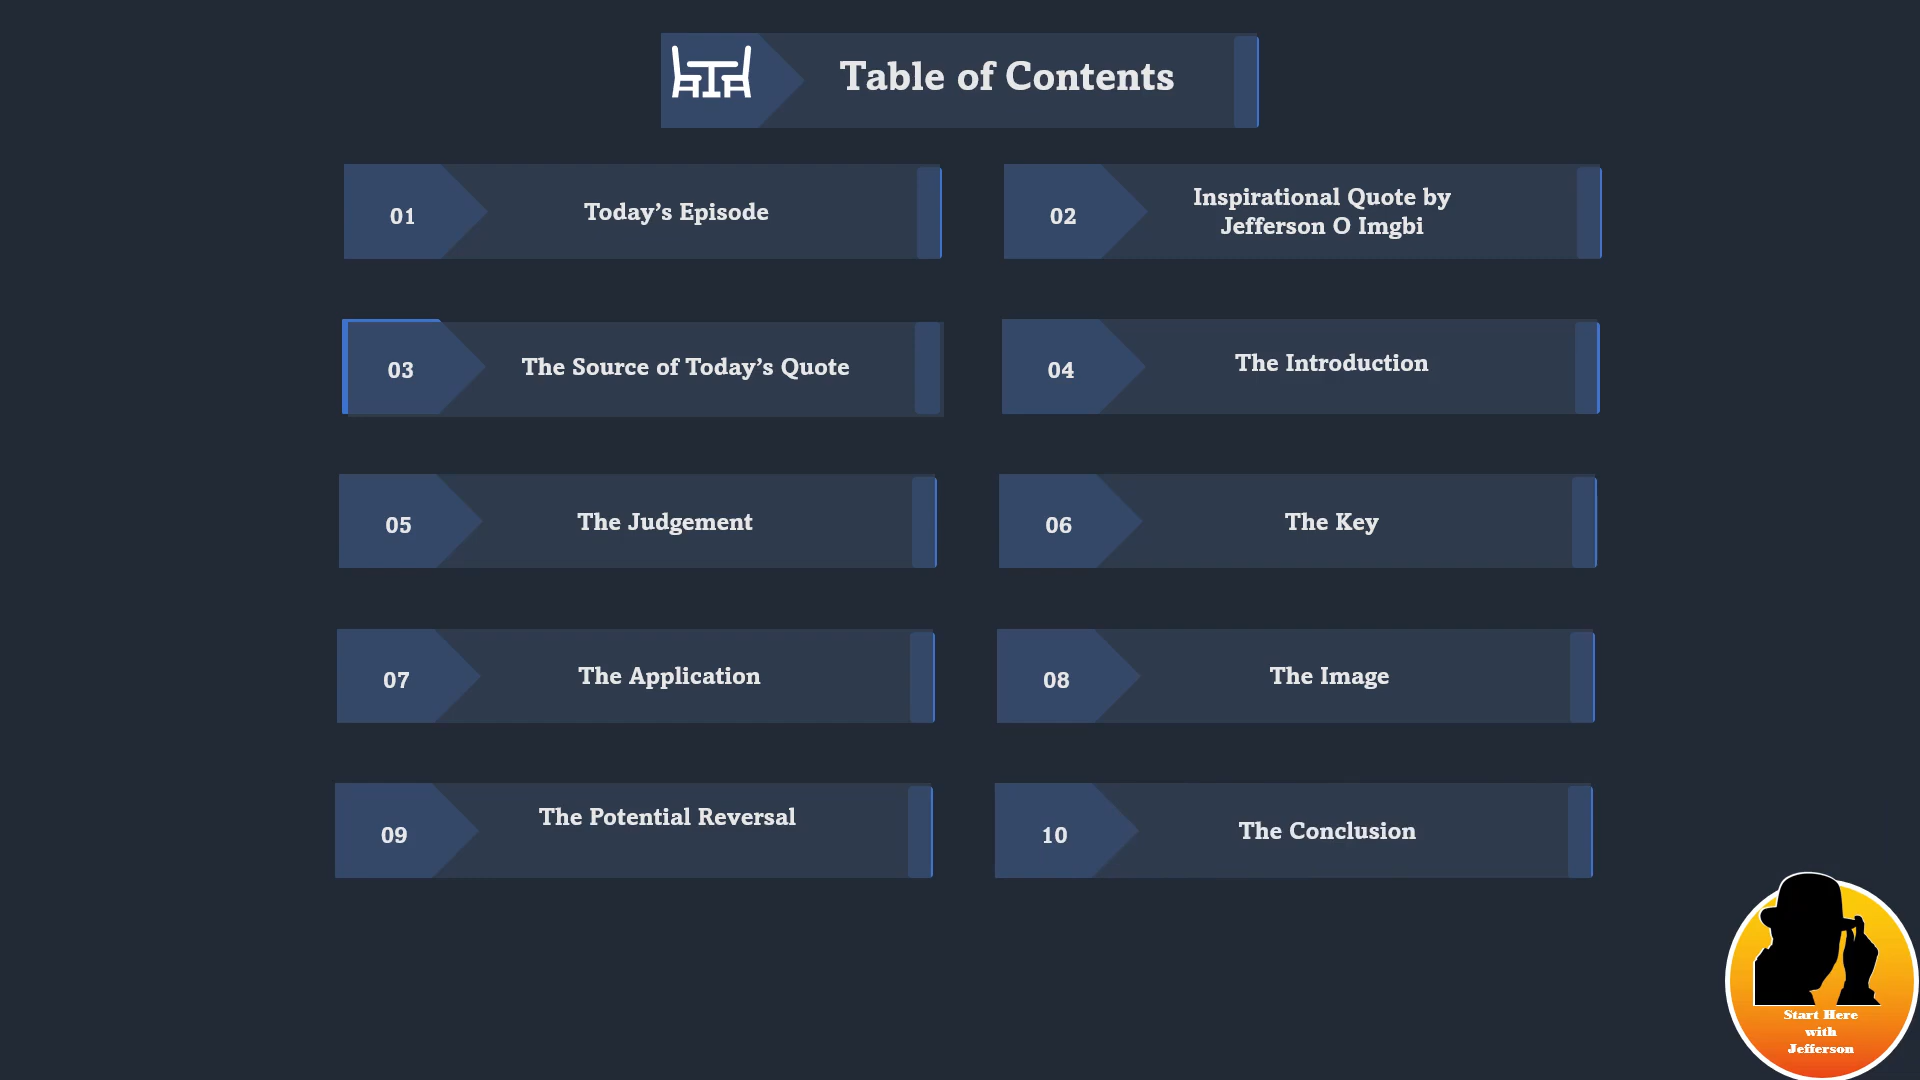 Table of Contents
01
Today's Episode
02
Inspirational Quote by
Jefferson O Imgbi
03
The Source of Today's Quote
04
The Introduction
05
The Judgement
06
The Key
07
The Application
08
The Image
09
The Potential Reversal
10
The Conclusion
Start Here
with
Jefferson